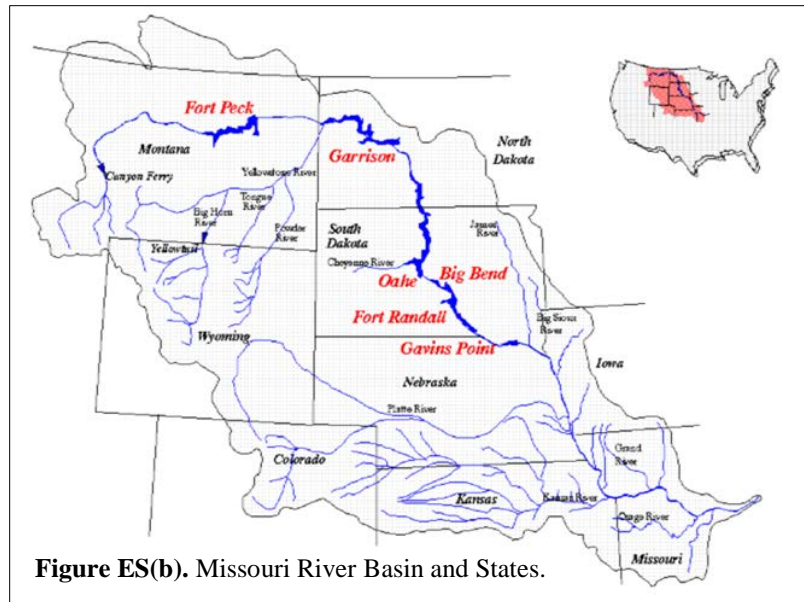 Fort Peck
North
Dakota
Montana
Garrison
Canyon Ferry
Yellowstone River
Tongue
River
Big Horn
River
Powder
River
South
Dakota
James
River
Yellowtail
Cheyenne River
Oahe
Big Bend
Fort Randall
Big Sioux
River
Wyoming
Gavins Point
Iowa
Nebraska
Platte River
Grand
River
Colorado
Kansas
Kansas River
Osage River
Missouri
Figure ES(b). Missouri River Basin and States.